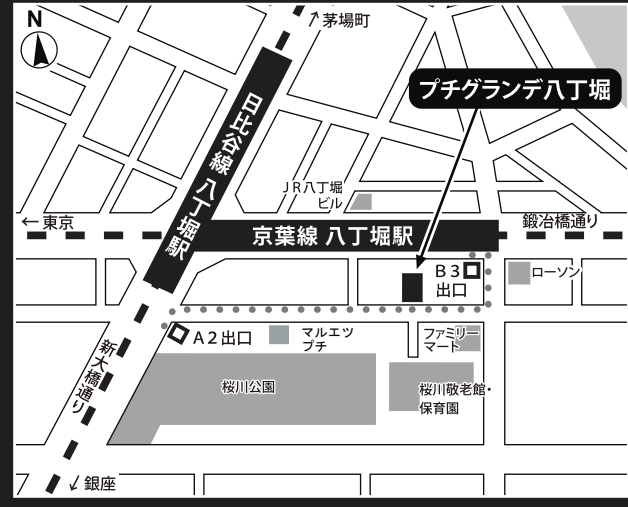 N
↗茅場町
プチグランデ八丁堀
日比谷線 八丁堀駅
JR八丁堀
ビル
←東京
京葉線 八丁堀駅
鍛冶橋通り
B3
出口
ローソン
A2出口
マルエツ
プチ
ファミリー
マート
新大橋通り
桜川公園
桜川敬老館・
保育園
↙銀座